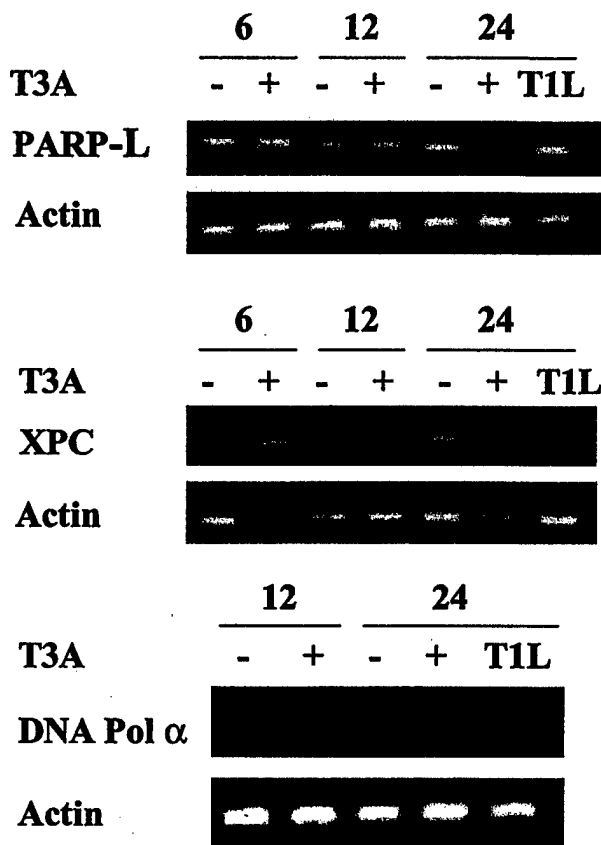 6 12 24
T3A - + - + - + T1L
PARP-L
Actin
6 12 24
T3A - + - + - + T1L
XPC
Actin
12 24
T3A - + - + T1L
DNA Pol α
Actin